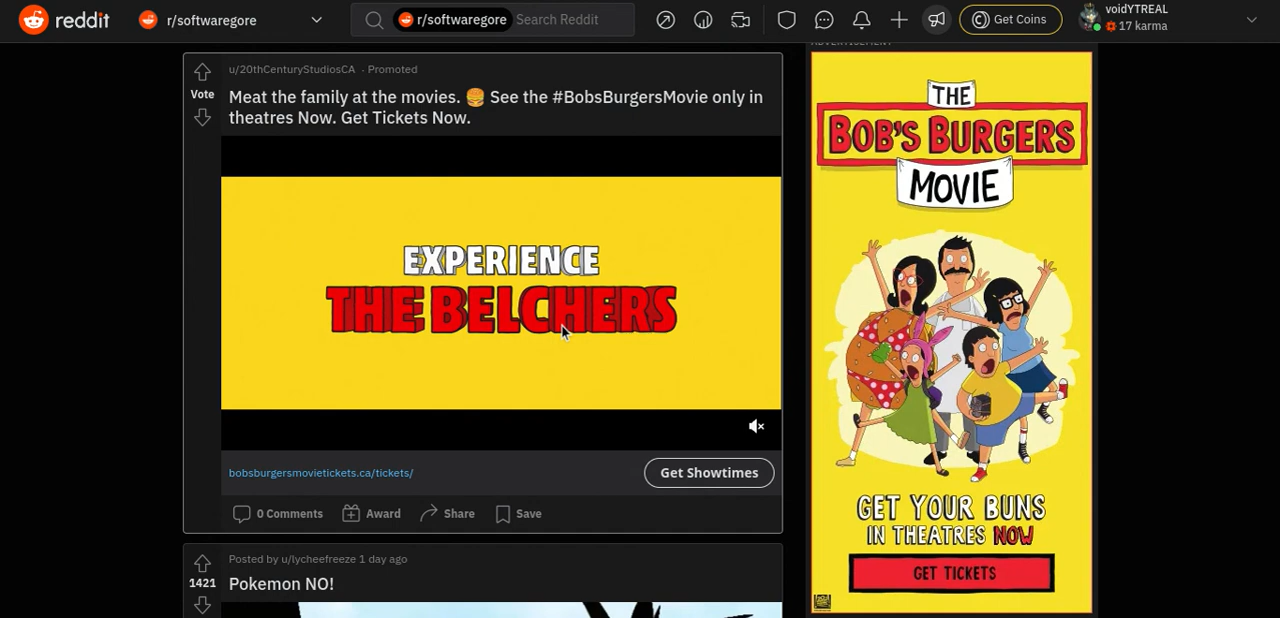 reddit
r/softwaregore
r/softwaregore Search Reddit
Get Coins
voidYTREAL
17 karma
u/20thCenturyStudiosCA · Promoted
Vote
Meat the family at the movies. 🍔 See the #BobsBurgersMovie only in
theatres Now. Get Tickets Now.
EXPERIENCE
THE BELCHERS
bobsburgersmovietickets.ca/tickets/
Get Showtimes
0 Comments
Award
Share
Save
Posted by u/lycheefreeze 1 day ago
1421
Pokemon NO!
ADVERTISEMENT
THE
BOB'S BURGERS
MOVIE
GET YOUR BUNS
IN THEATRES NOW
GET TICKETS